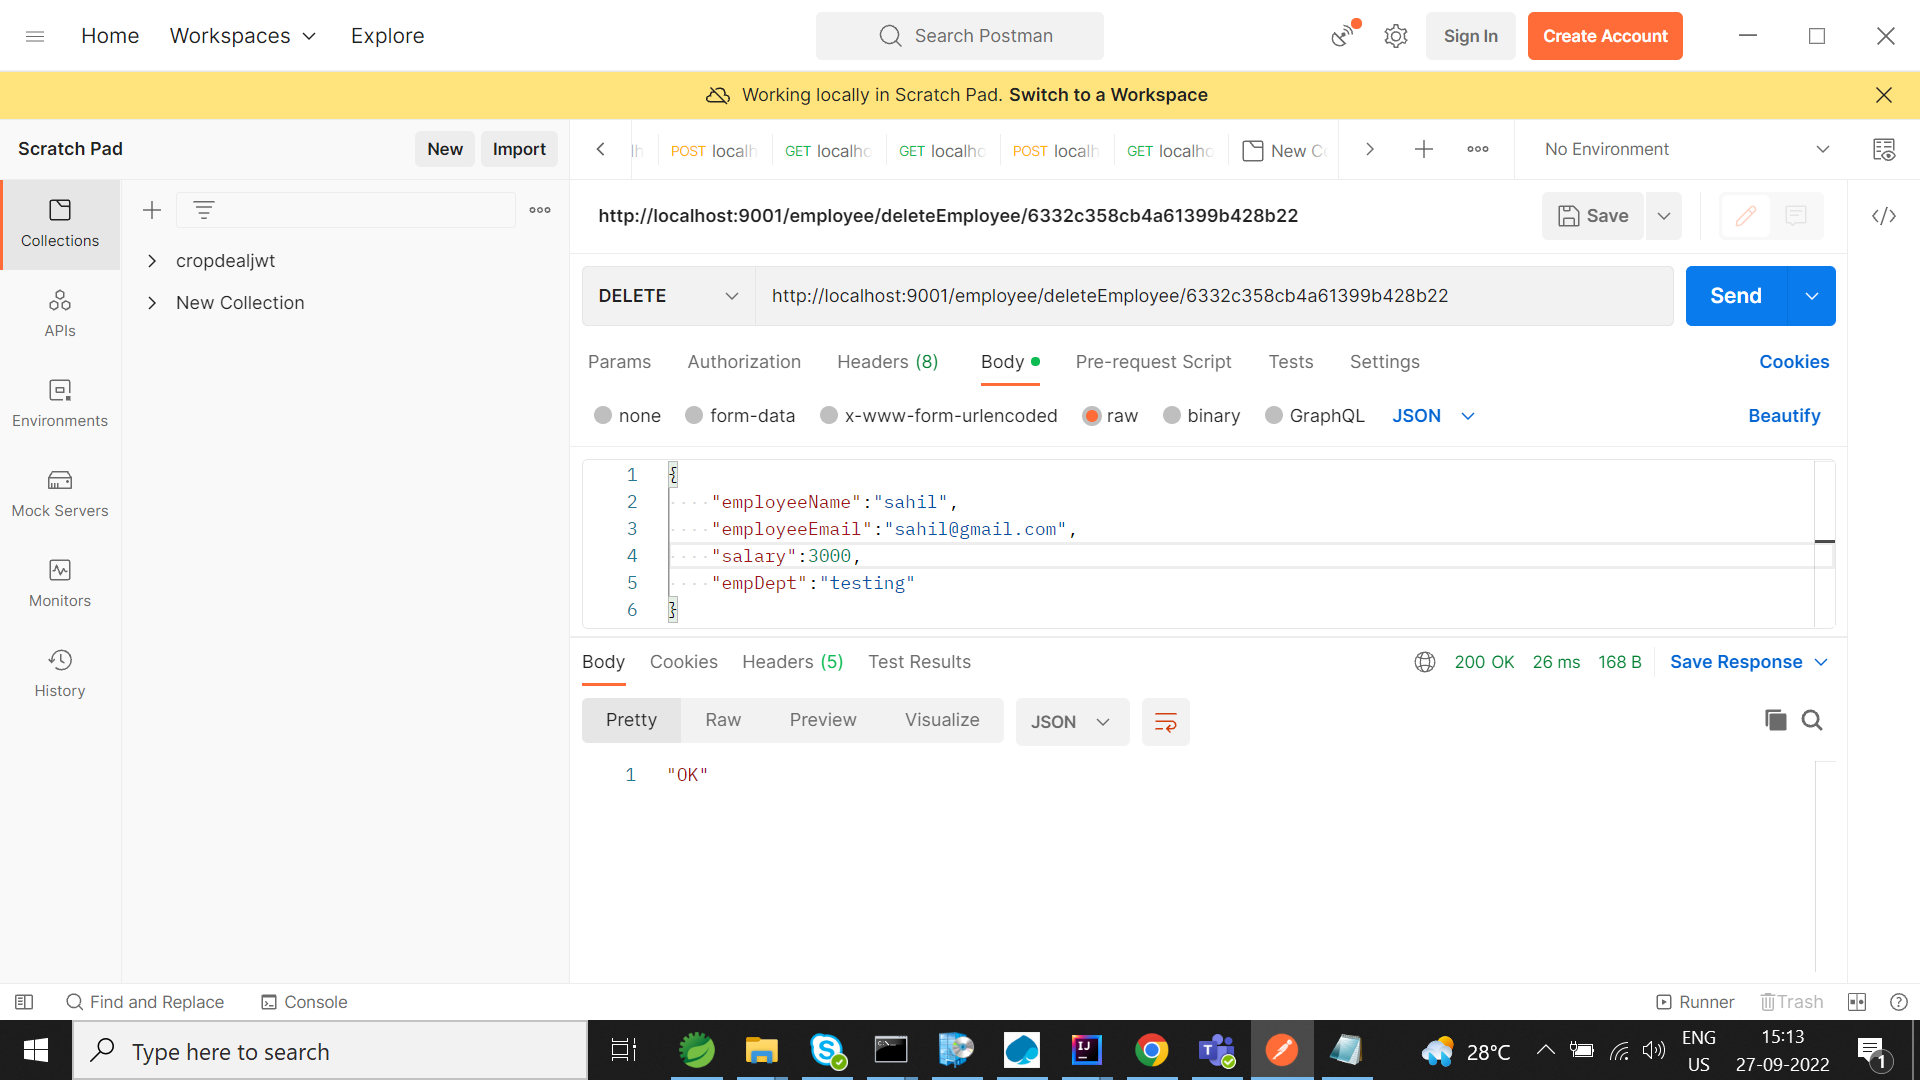 Home Workspaces Explore Search Postman Sign In Create Account
Working locally in Scratch Pad. Switch to a Workspace
Scratch Pad New Import POST localh GET localho GET localho POST localh GET localho New Co No Environment
Collections
http://localhost:9001/employee/deleteEmployee/6332c358cb4a61399b428b22 Save
cropdealjwt
New Collection
DELETE http://localhost:9001/employee/deleteEmployee/6332c358cb4a61399b428b22 Send
APIs
Params Authorization Headers (8) Body Pre-request Script Tests Settings Cookies
Environments
none form-data x-www-form-urlencoded raw binary GraphQL JSON Beautify
Mock Servers
1 {
2 "employeeName":"sahil",
3 "employeeEmail":"sahil@gmail.com",
4 "salary":3000,
5 "empDept":"testing"
6 }
Monitors
History
Body Cookies Headers (5) Test Results 200 OK 26 ms 168 B Save Response
Pretty Raw Preview Visualize JSON
1 "OK"
Find and Replace Console Runner Trash
Type here to search 28°C ENG US 15:13 27-09-2022 1